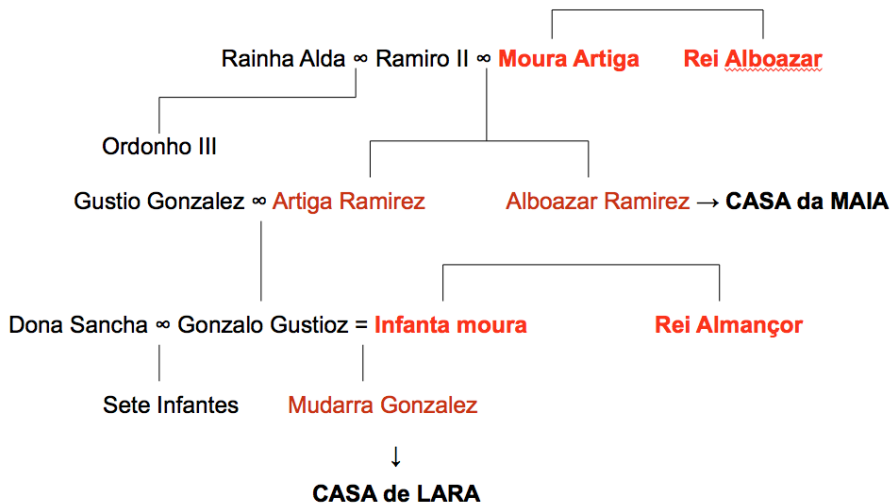 Rainha Alda ∞ Ramiro II ∞ Moura Artiga Rei Alboazar
Ordonho III
Gustio Gonzalez ∞ Artiga Ramirez Alboazar Ramirez → CASA da MAIA
Dona Sancha ∞ Gonzalo Gustioz = Infanta moura Rei Almançor
Sete Infantes Mudarra Gonzalez
↓
CASA de LARA